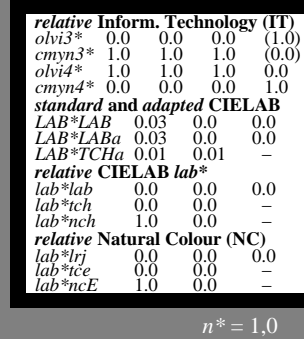 relative Inform. Technology (IT)
olvi3* 0.0 0.0 0.0 (1.0)
cmyn3* 1.0 1.0 1.0 (0.0)
olvi4* 1.0 1.0 1.0 0.0
cmyn4* 0.0 0.0 0.0 1.0
standard and adapted CIELAB
LAB*LAB 0.03 0.0 0.0
LAB*LABa 0.03 0.0 0.0
LAB*TCHa 0.01 0.01 –
relative CIELAB lab*
lab*lab 0.0 0.0 0.0
lab*tch 0.0 0.0 –
lab*nch 1.0 0.0 –
relative Natural Colour (NC)
lab*lrj 0.0 0.0 0.0
lab*tce 0.0 0.0 –
lab*ncE 1.0 0.0 –
n* = 1,0